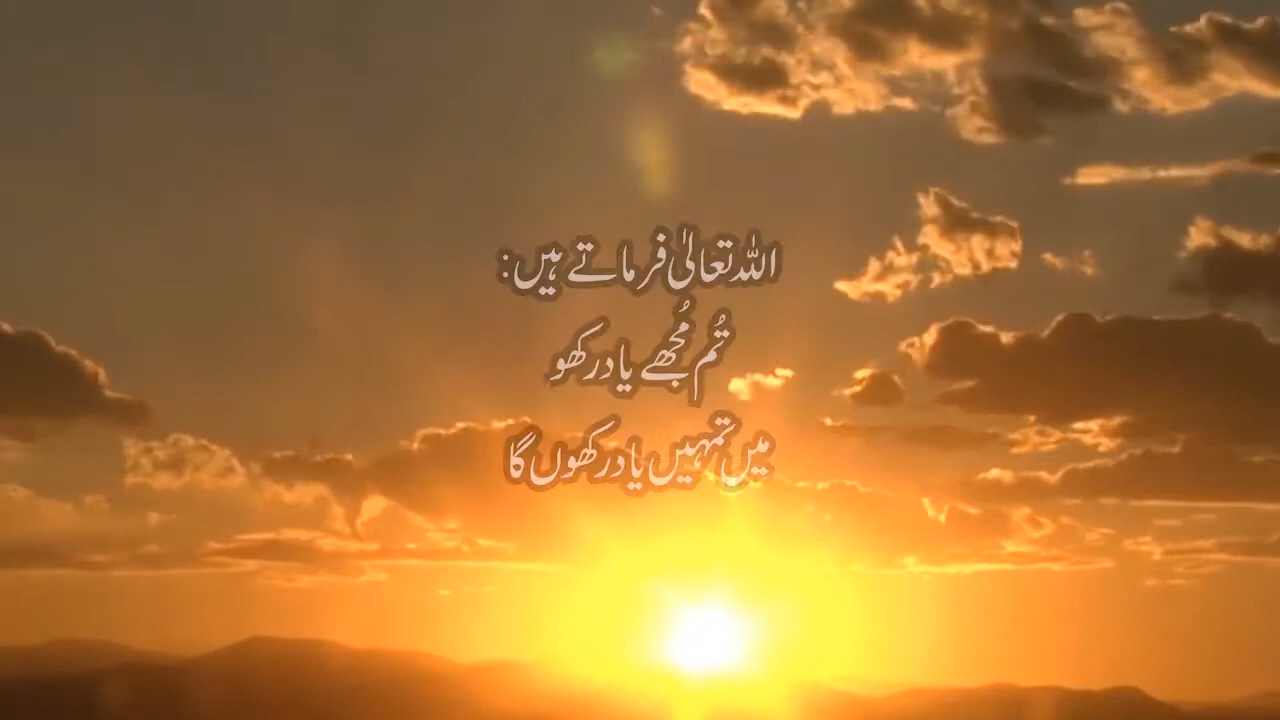 اللہ تعالیٰ فرماتے ہیں:
تُم مُجھے یاد رکھو
میں تمہیں یاد رکھوں گا